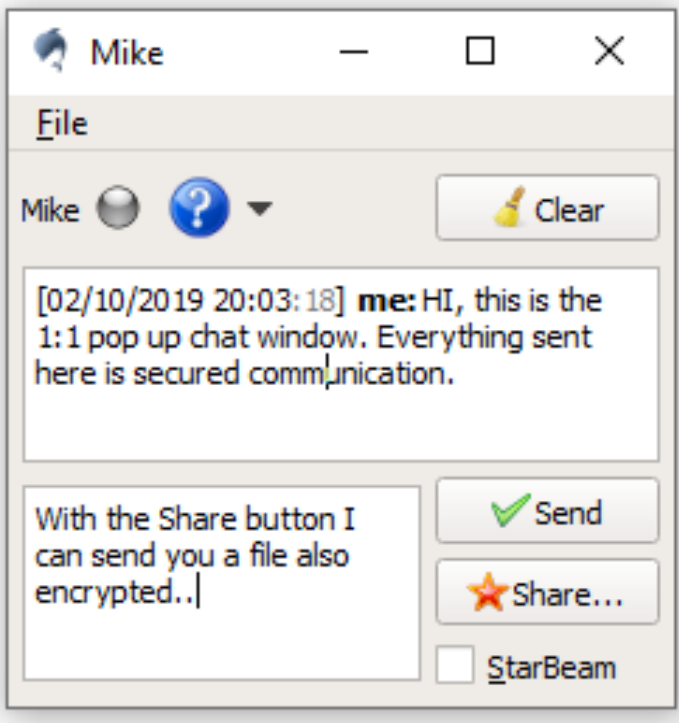 Mike
File
Mike
Clear
[02/10/2019 20:03:18] me: HI, this is the
1:1 pop up chat window. Everything sent
here is secured communication.
With the Share button I
can send you a file also
encrypted..
Send
Share...
StarBeam